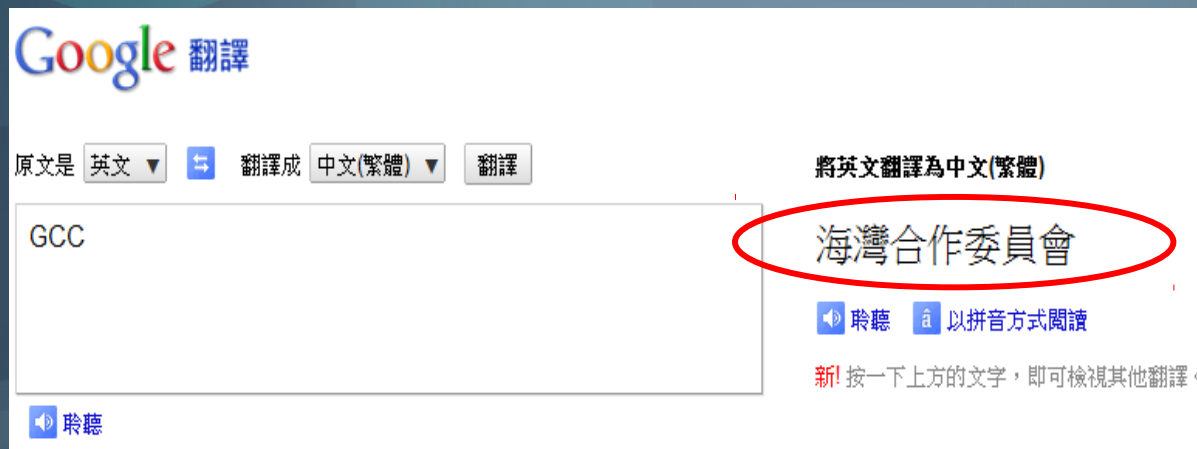 Google 翻譯
原文是 英文 ▼ 翻譯成 中文(繁體) ▼ 翻譯
GCC
聆聽
將英文翻譯為中文(繁體)
海灣合作委員會
聆聽 â 以拼音方式閱讀
新! 按一下上方的文字，即可檢視其他翻譯。